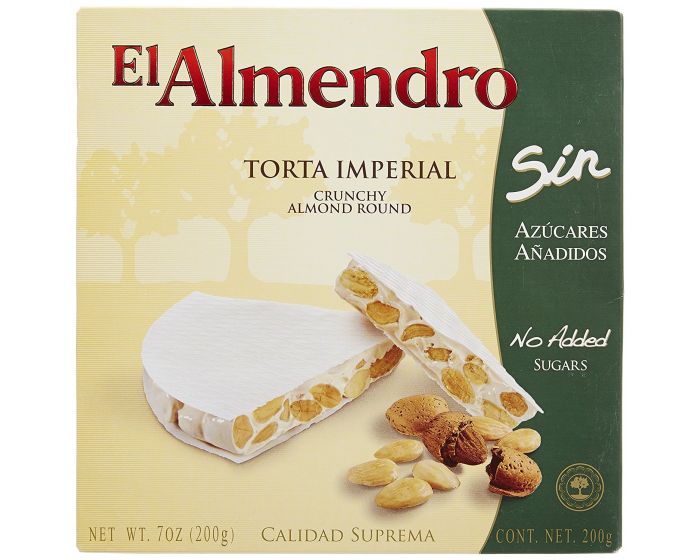 El Almendro
TORTA IMPERIAL
CRUNCHY
ALMOND ROUND
Sin
AZÚCARES
AÑADIDOS
No Added
SUGARS
NET WT. 7OZ (200g)
CALIDAD SUPREMA
CONT. NET. 200g